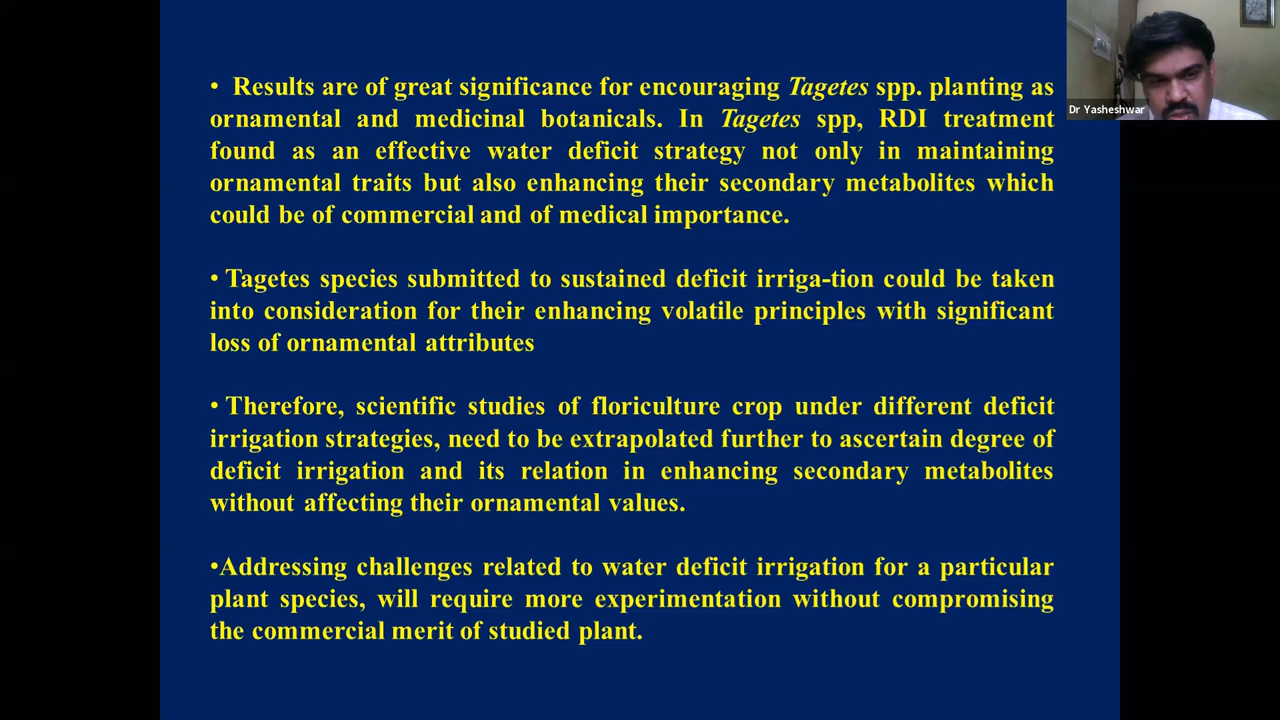 • Results are of great significance for encouraging Tagetes spp. planting as
ornamental and medicinal botanicals. In Tagetes spp, RDI treatment
found as an effective water deficit strategy not only in maintaining
ornamental traits but also enhancing their secondary metabolites which
could be of commercial and of medical importance.
• Tagetes species submitted to sustained deficit irriga-tion could be taken
into consideration for their enhancing volatile principles with significant
loss of ornamental attributes
• Therefore, scientific studies of floriculture crop under different deficit
irrigation strategies, need to be extrapolated further to ascertain degree of
deficit irrigation and its relation in enhancing secondary metabolites
without affecting their ornamental values.
•Addressing challenges related to water deficit irrigation for a particular
plant species, will require more experimentation without compromising
the commercial merit of studied plant.
Dr Yasheshwar